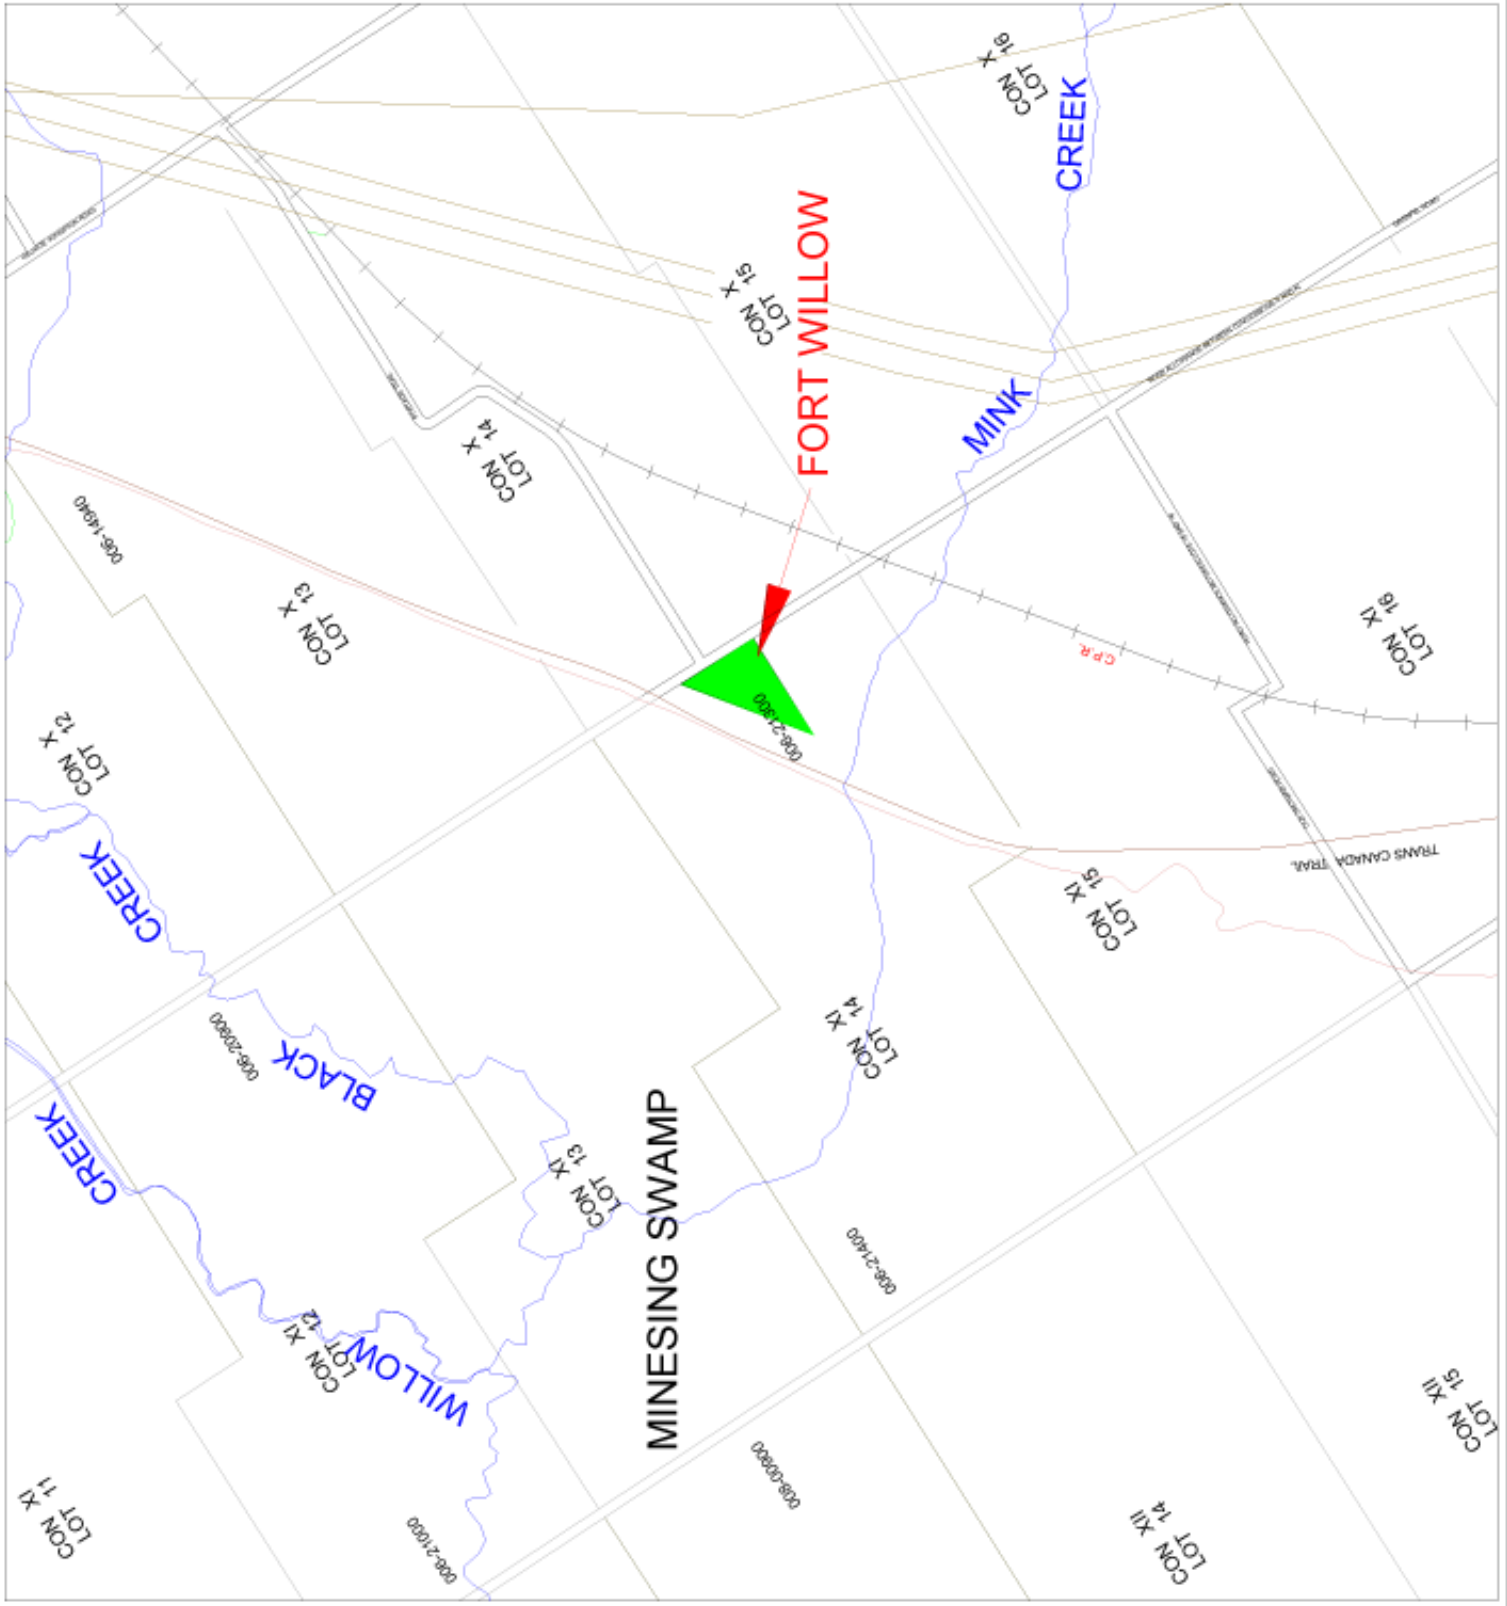 CON X
LOT 16
CREEK
CON X
LOT 15
FORT WILLOW
MINK
CON X
LOT 14
006-14940
CON X
LOT 13
CON XI
LOT 16
C.P.R.
006-21300
CON X
LOT 12
TRANS CANADA TRAIL
CREEK
CON XI
LOT 15
CON XI
LOT 14
006-20900
BLACK
CREEK
MINESING SWAMP
CON XI
LOT 13
006-21400
CON XI
LOT 12
WILLOW
CON XII
LOT 15
008-00900
CON XI
LOT 11
006-21000
CON XII
LOT 14